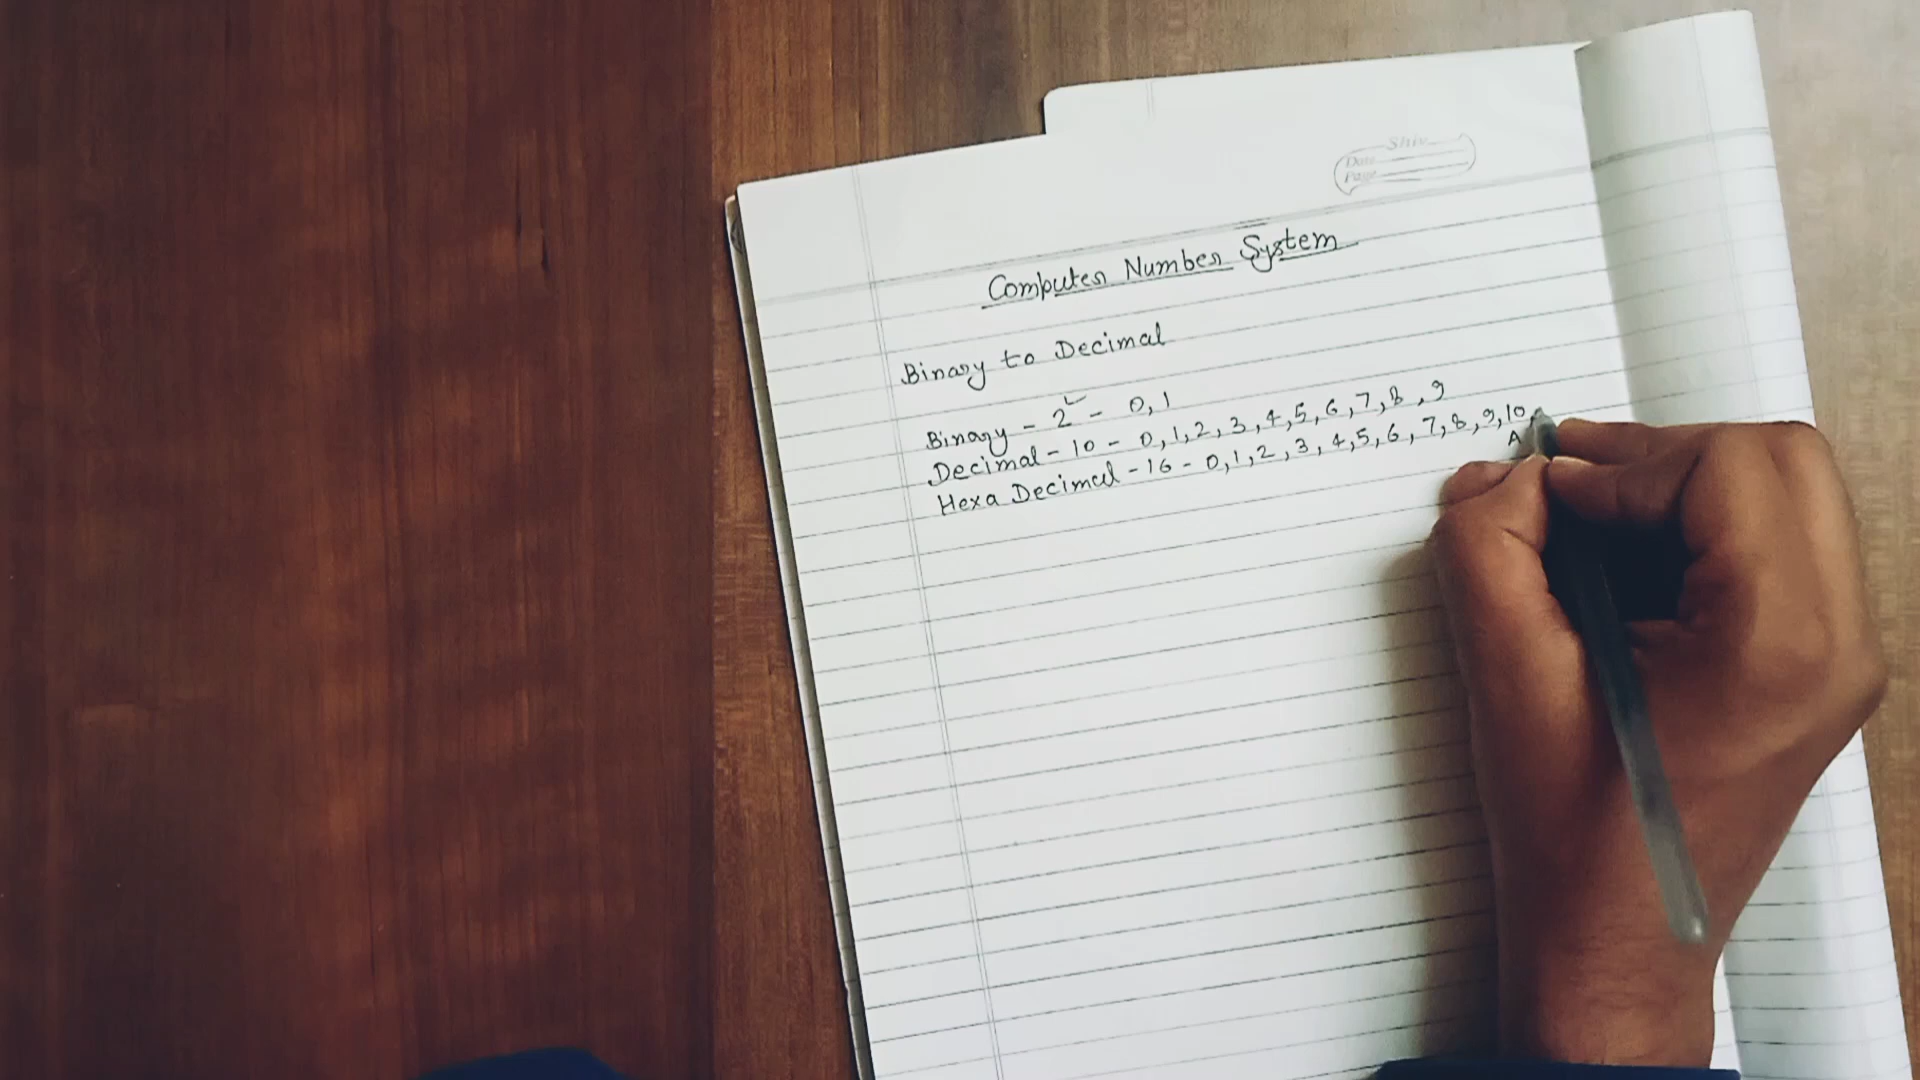 Shiv
Date
Page
Computer Number System
Binary to Decimal
Binary - 2 - 0, 1
Decimal - 10 - 0, 1, 2, 3, 4, 5, 6, 7, 8, 9
Hexa Decimal - 16 - 0, 1, 2, 3, 4, 5, 6, 7, 8, 9, 10,
A